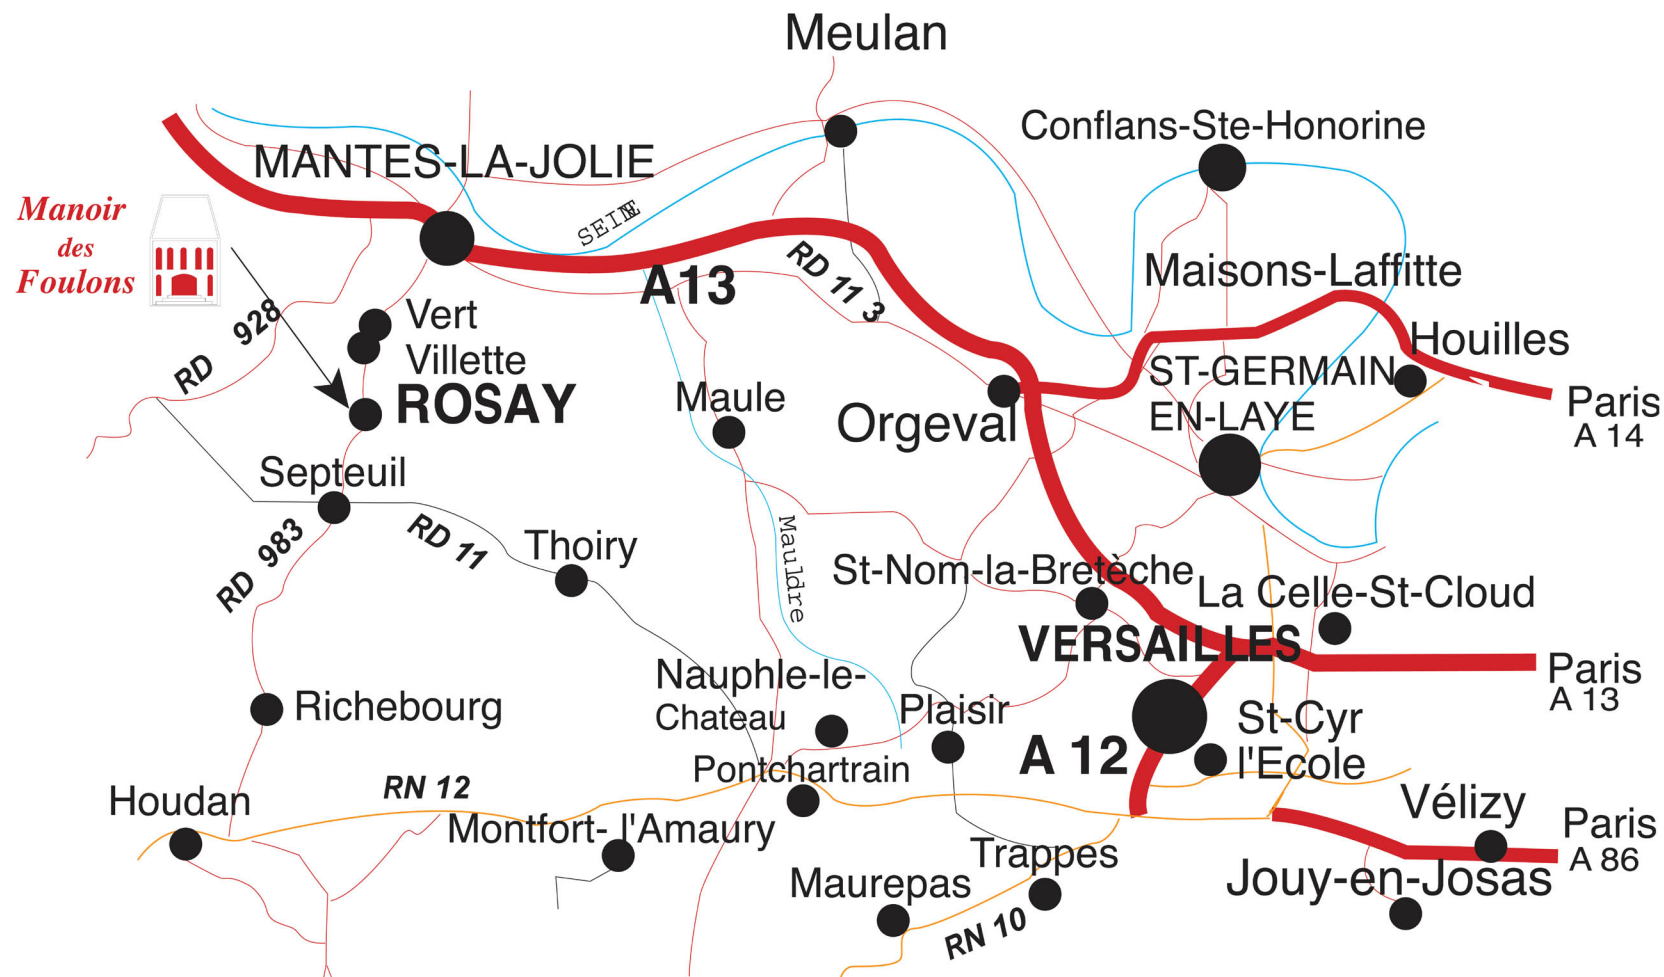 Meulan
Conflans-Ste-Honorine
MANTES-LA-JOLIE
Manoir
des
Foulons
SEINE
A13
RD 11 3
Maisons-Laffitte
Houilles
RD 928
Vert
Villette
ROSAY
Maule
Orgeval
ST-GERMAIN
EN-LAYE
Paris
A 14
Septeuil
RD 983
RD 11
Thoiry
Mauldre
St-Nom-la-Bretèche
La Celle-St-Cloud
VERSAILLES
Paris
A 13
Richebourg
Nauphle-le-
Chateau
Plaisir
St-Cyr
l'Ecole
A 12
Pontchartrain
RN 12
Houdan
Montfort- l'Amaury
Vélizy
Paris
A 86
Trappes
Maurepas
Jouy-en-Josas
RN 10